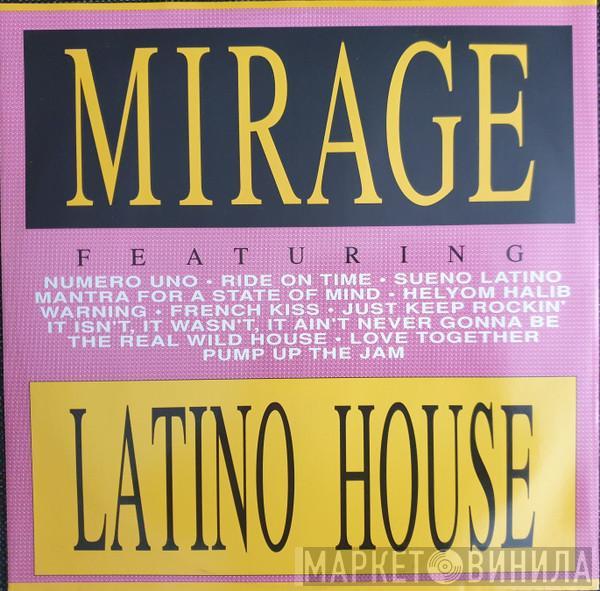 MIRAGE
FEATURING
NUMERO UNO · RIDE ON TIME · SUENO LATINO
MANTRA FOR A STATE OF MIND · HELYOM HALIB
WARNING · FRENCH KISS · JUST KEEP ROCKIN'
IT ISN'T, IT WASN'T, IT AIN'T NEVER GONNA BE
THE REAL WILD HOUSE · LOVE TOGETHER
PUMP UP THE JAM
LATINO HOUSE
МАРКЕТ ВИНИЛА